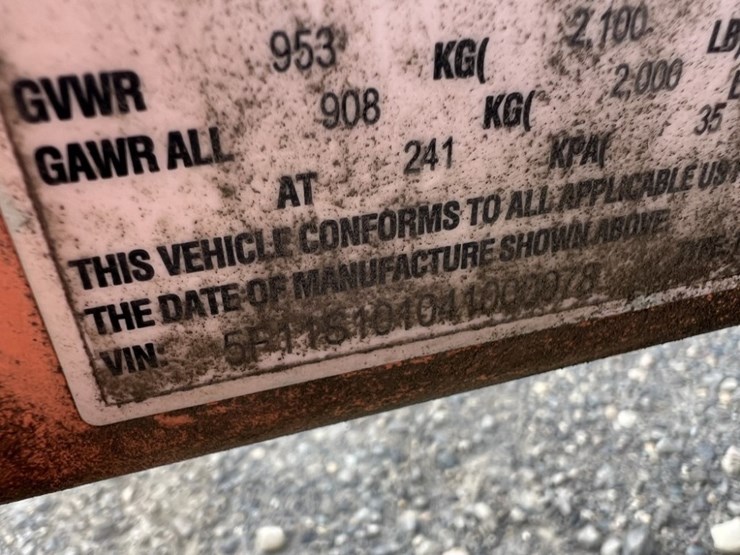 GVWR 953 KG( 2,100 LB
GAWR ALL 908 KG( 2,000 L
AT 241 KPA( 35
THIS VEHICLE CONFORMS TO ALL APPLICABLE US
THE DATE OF MANUFACTURE SHOWN ABOVE
VIN: